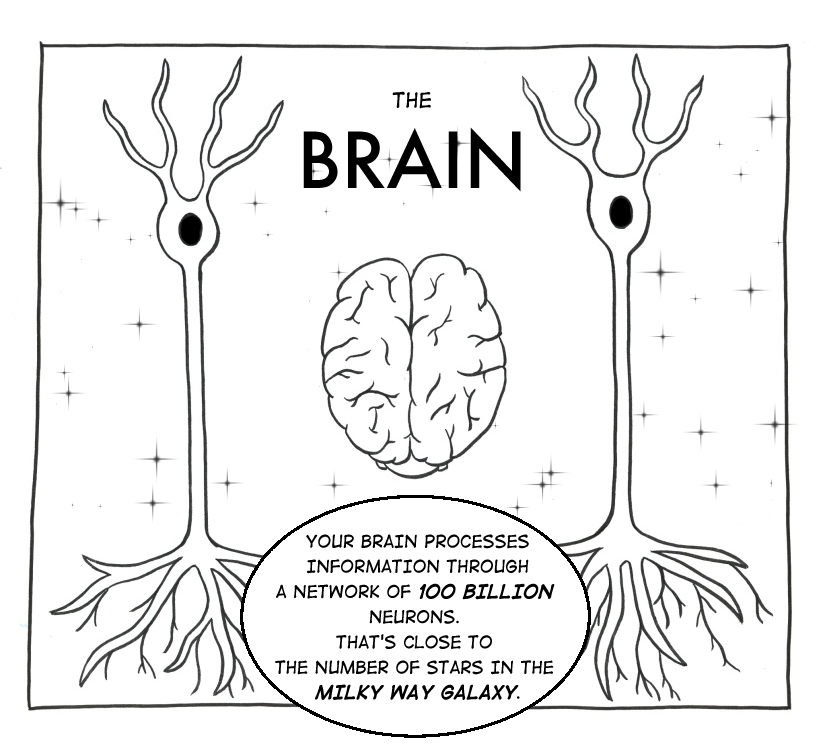 THE
BRAIN
YOUR BRAIN PROCESSES
INFORMATION THROUGH
A NETWORK OF 100 BILLION
NEURONS.
THAT'S CLOSE TO
THE NUMBER OF STARS IN THE
MILKY WAY GALAXY.